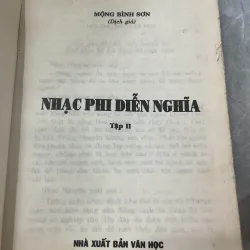 MỘNG BÌNH SƠN
(Dịch giả)
NHẠC PHI DIỄN NGHĨA
Tập II
NHÀ XUẤT BẢN VĂN HỌC